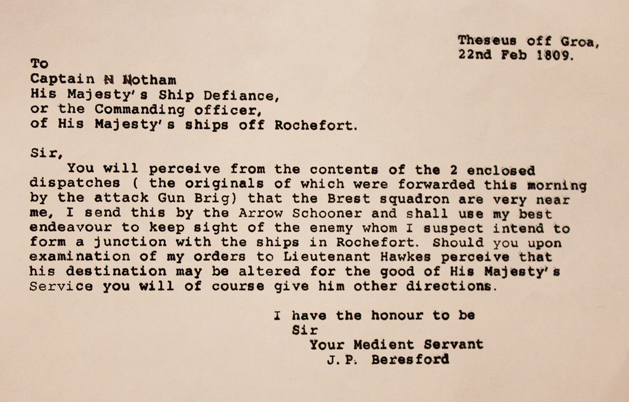 Theseus off Groa,
22nd Feb 1809.
To
Captain N Notham
His Majesty's Ship Defiance,
or the Commanding officer,
of His Majesty's ships off Rochefort.
Sir,
You will perceive from the contents of the 2 enclosed
dispatches ( the originals of which were forwarded this morning
by the attack Gun Brig) that the Brest squadron are very near
me, I send this by the Arrow Schooner and shall use my best
endeavour to keep sight of the enemy whom I suspect intend to
form a junction with the ships in Rochefort. Should you upon
examination of my orders to Lieutenant Hawkes perceive that
his destination may be altered for the good of His Majesty's
Service you will of course give him other directions.
I have the honour to be
Sir
Your Medient Servant
J.P. Beresford